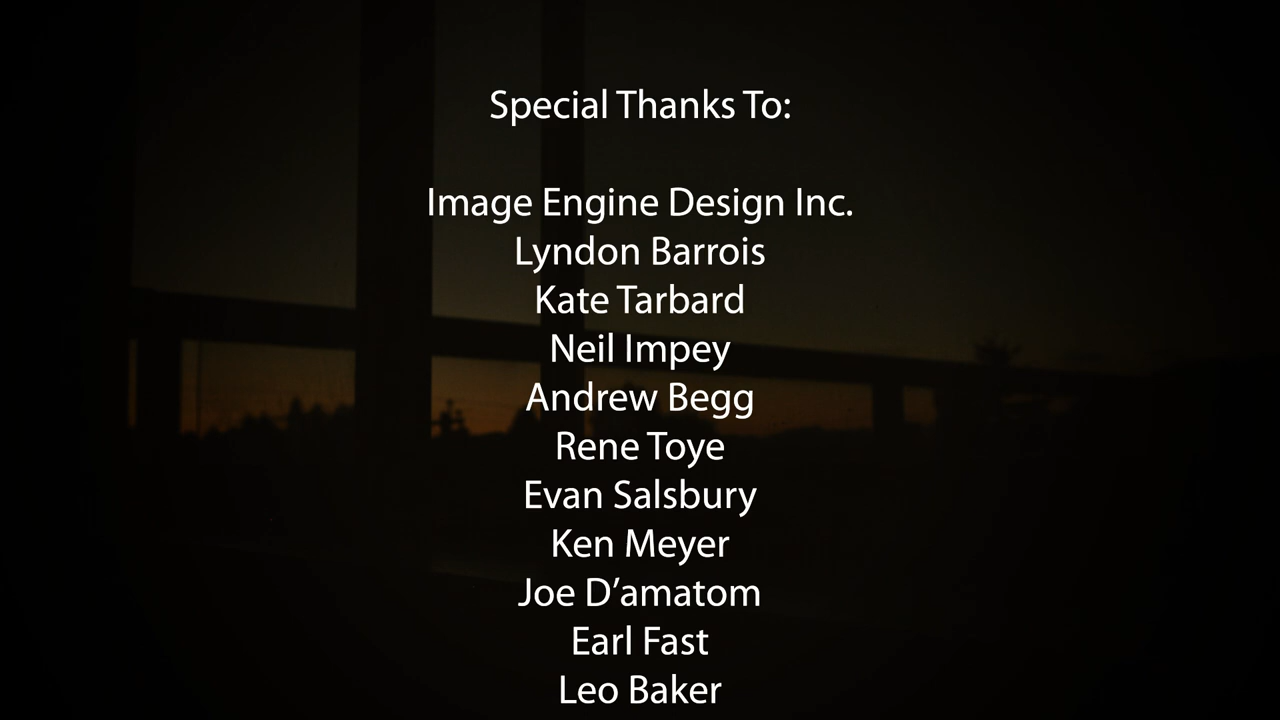 Special Thanks To:
Image Engine Design Inc.
Lyndon Barrois
Kate Tarbard
Neil Impey
Andrew Begg
Rene Toye
Evan Salsbury
Ken Meyer
Joe D’amatom
Earl Fast
Leo Baker